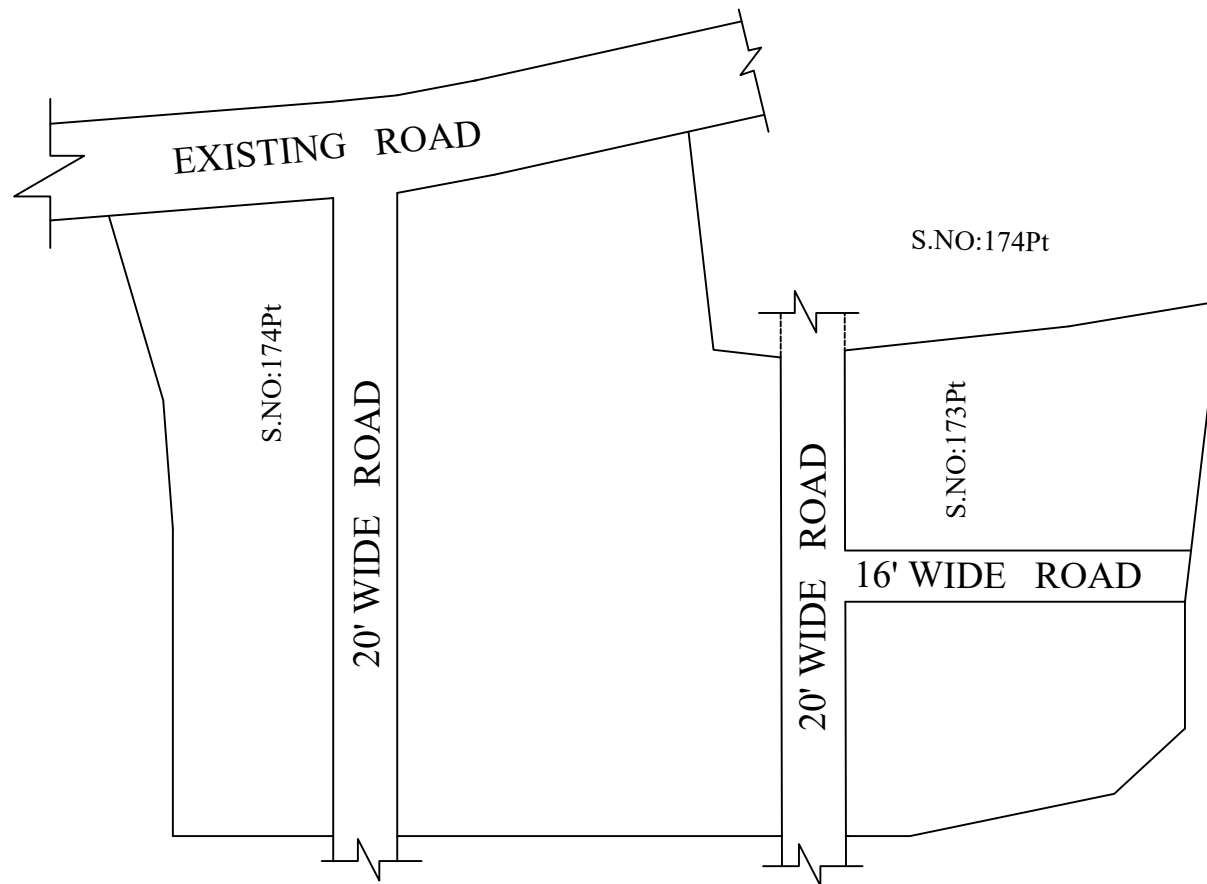 EXISTING ROAD
S.NO:174Pt
S.NO:174Pt
20' WIDE ROAD
S.NO:173Pt
20' WIDE ROAD
16' WIDE ROAD